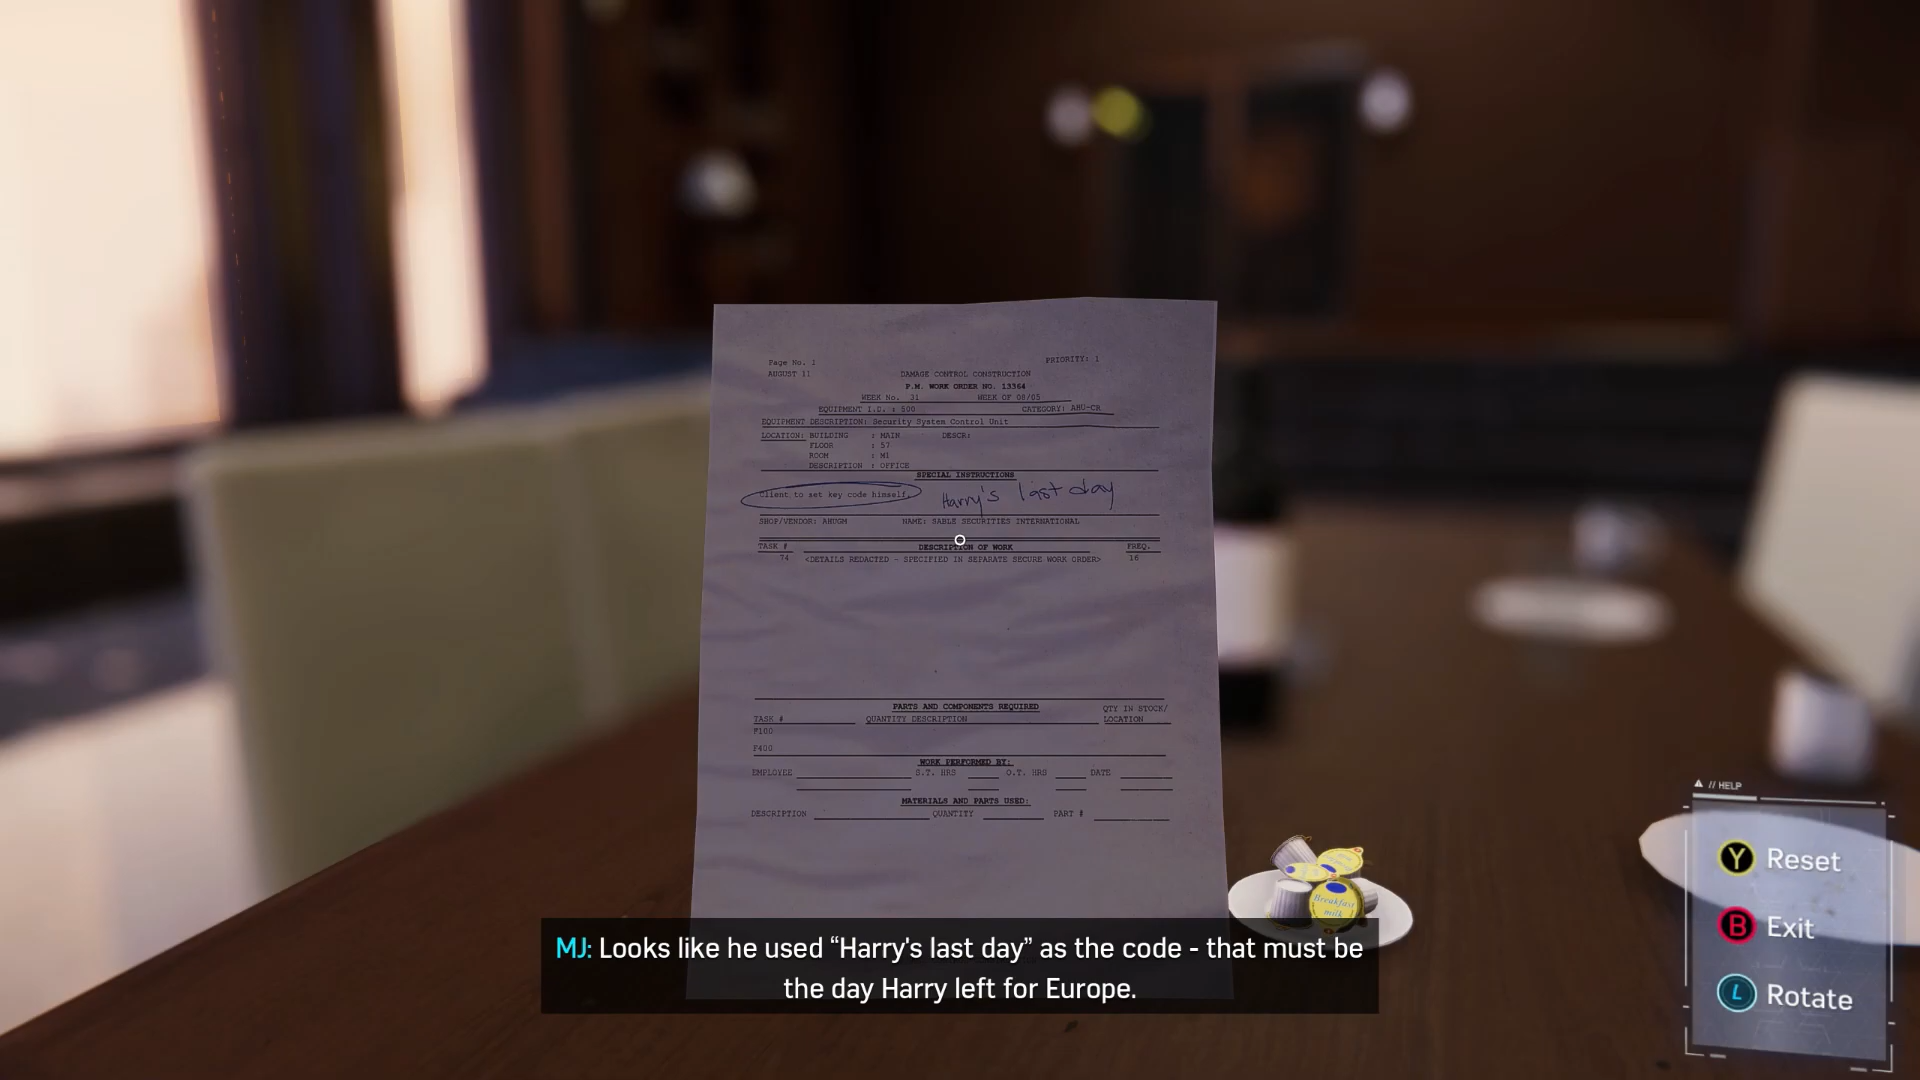 Page No. 1
PRIORITY: 1
AUGUST 11
DAMAGE CONTROL CONSTRUCTION
P.M. WORK ORDER NO. 13364
WEEK No. 31 WEEK OF 08/05
EQUIPMENT I.D. : 500 CATEGORY: AHU-CR
EQUIPMENT DESCRIPTION: Security System Control Unit
LOCATION: BUILDING : MAIN DESCR:
FLOOR : 57
ROOM : M1
DESCRIPTION : OFFICE
SPECIAL INSTRUCTIONS
Client to set key code himself. Harry's last day
SHOP/VENDOR: AHUGM NAME: SABLE SECURITIES INTERNATIONAL
TASK # DESCRIPTION OF WORK FREQ.
74 <DETAILS REDACTED - SPECIFIED IN SEPARATE SECURE WORK ORDER> 16
PARTS AND COMPONENTS REQUIRED QTY IN STOCK/
TASK # QUANTITY DESCRIPTION LOCATION
F100
F400
WORK PERFORMED BY:
EMPLOYEE S.T. HRS O.T. HRS DATE
MATERIALS AND PARTS USED:
DESCRIPTION QUANTITY PART #
Breakfast
milk
MJ: Looks like he used “Harry's last day” as the code - that must be
the day Harry left for Europe.
// HELP
Y Reset
B Exit
L Rotate